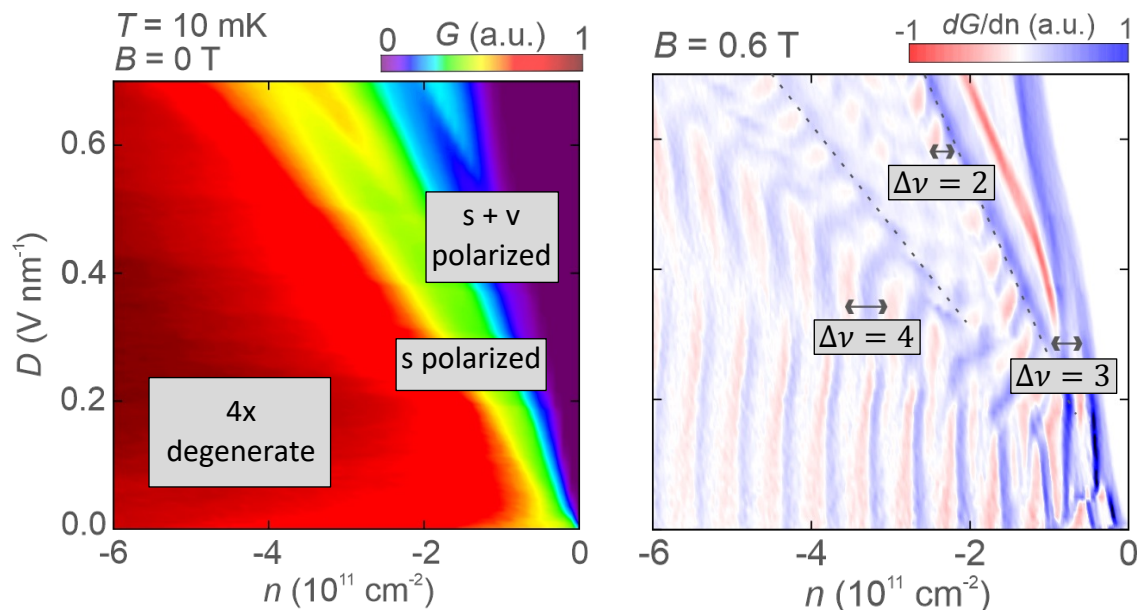 T = 10 mK
B = 0 T
0 G (a.u.) 1
0.6
0.4
0.2
0.0
D (V nm⁻¹)
s + v
polarized
s polarized
4x
degenerate
-6 -4 -2 0
n (10¹¹ cm⁻²)
B = 0.6 T
-1 dG/dn (a.u.) 1
Δν = 2
Δν = 4
Δν = 3
-6 -4 -2 0
n (10¹¹ cm⁻²)